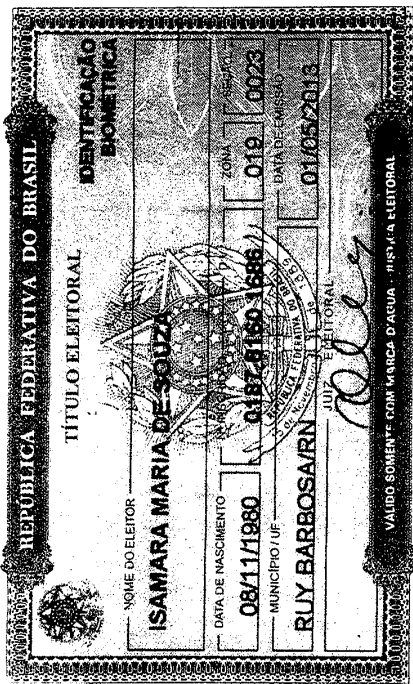 REPÚBLICA FEDERATIVA DO BRASIL
TÍTULO ELEITORAL
IDENTIFICAÇÃO
BIOMÉTRICA
NOME DO ELEITOR
ISAMARA MARIA DE SOUZA
DATA DE NASCIMENTO
ZONA
08/11/1980
0187 6160 1686
019
0023
MUNICÍPIO / UF
DATA DE EMISSÃO
RUY BARBOSA/RN
01/05/2013
JUIZ ELEITORAL
VÁLIDO SOMENTE COM MARCA D'ÁGUA - JUSTIÇA ELEITORAL